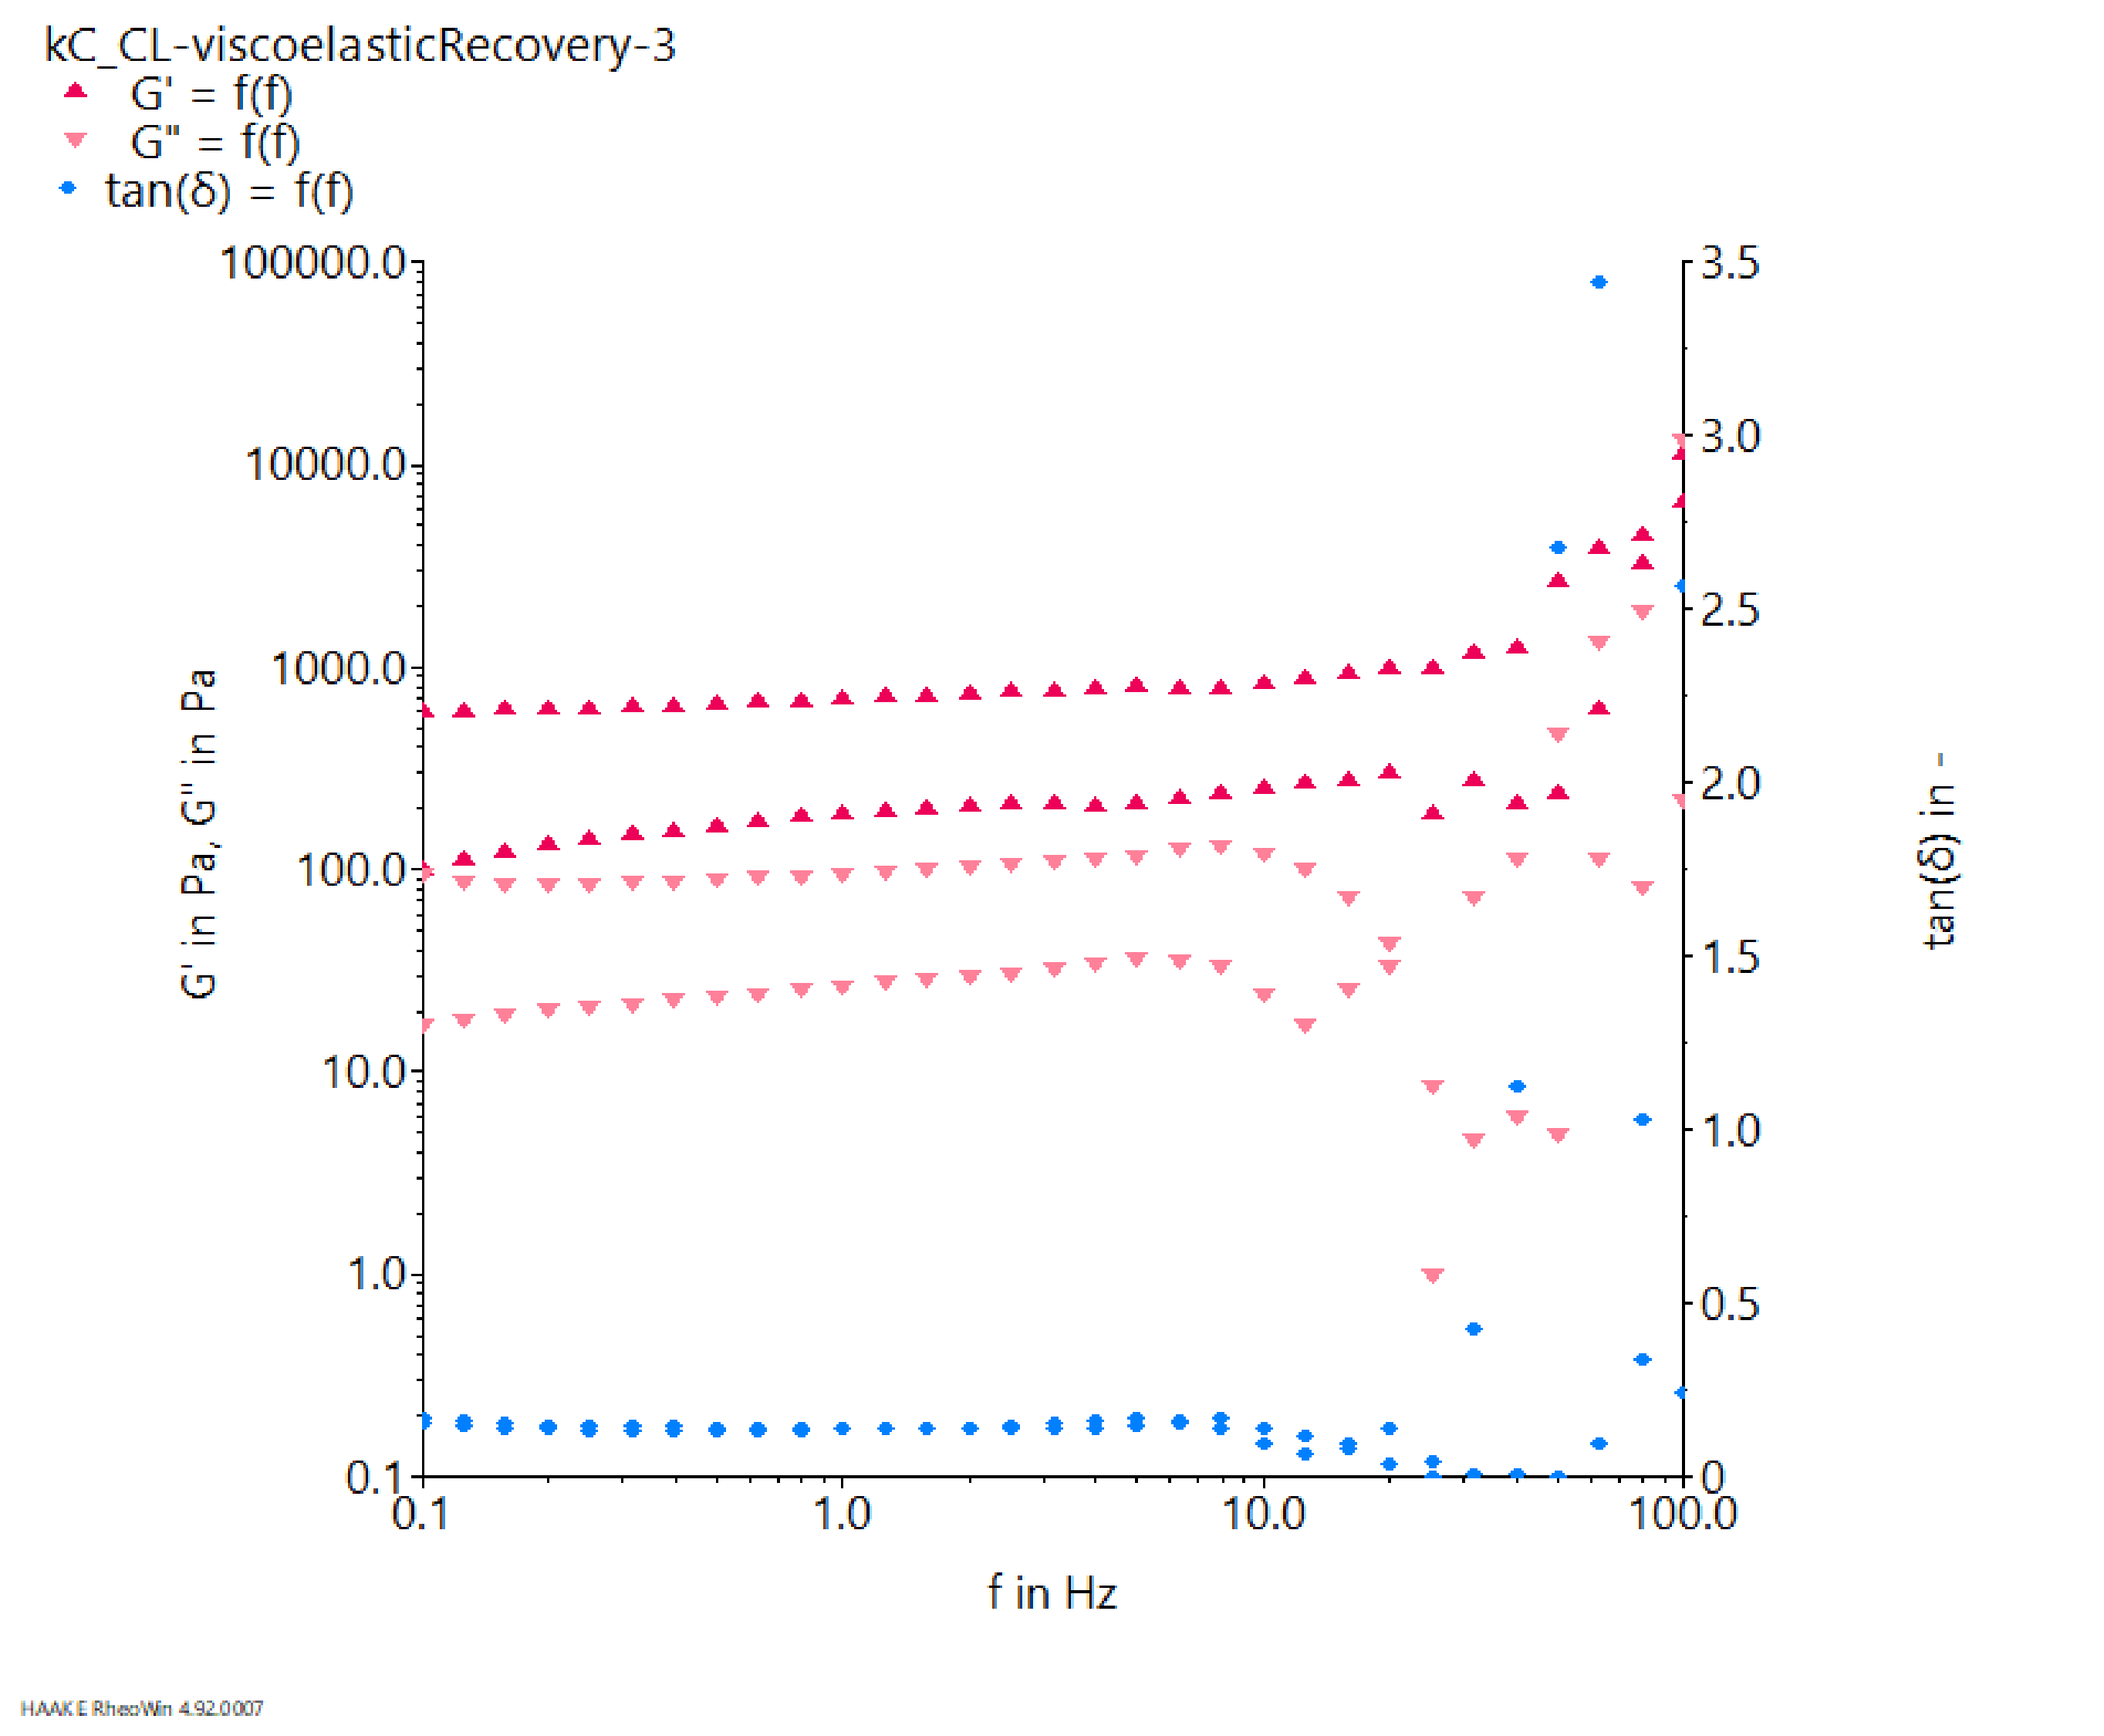 kC_CL-viscoelasticRecovery-3
G' = f(f)
G" = f(f)
tan(δ) = f(f)
100000.0
10000.0
1000.0
100.0
10.0
1.0
0.1
G' in Pa, G" in Pa
3.5
3.0
2.5
2.0
1.5
1.0
0.5
0
tan(δ) in -
0.1
1.0
10.0
100.0
f in Hz
HAAKE RheoWin 4.92.0007